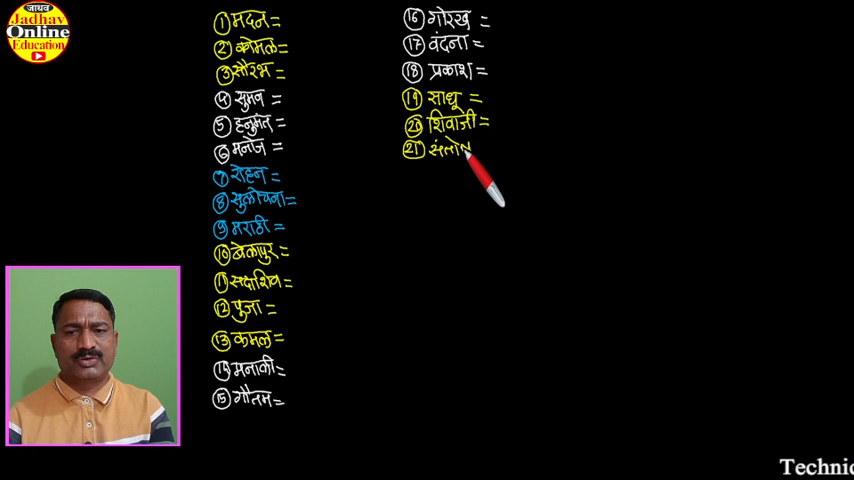 जाधव
Jadhav
Online
Education
① मदन =
② कोमल =
③ सौरभ =
④ सुमन =
⑤ हनुमंत =
⑥ मनोज =
⑦ रोहन =
⑧ सुलोचना =
⑨ मराठी =
⑩ बेलापुर =
⑪ सदाशिव =
⑫ पुजा =
⑬ कमल =
⑭ मनाली =
⑮ गौतम =
⑯ गोरख =
⑰ वंदना =
⑱ प्रकाश =
⑲ साधू =
⑳ शिवाजी =
㉑ संतोष
Technic